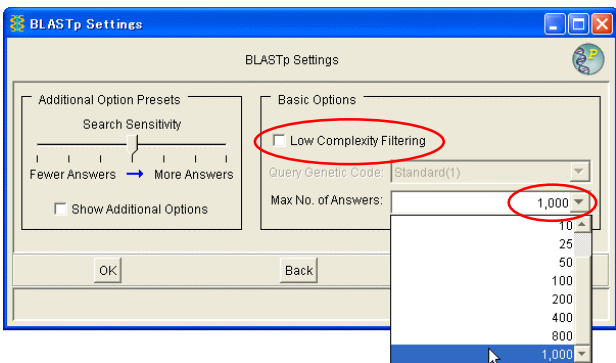 BLASTp Settings
BLASTp Settings
Additional Option Presets
Search Sensitivity
Fewer Answers → More Answers
Show Additional Options
Basic Options
Low Complexity Filtering
Query Genetic Code: Standard(1)
Max No. of Answers: 1,000
10
25
50
100
200
400
800
1,000
OK
Back